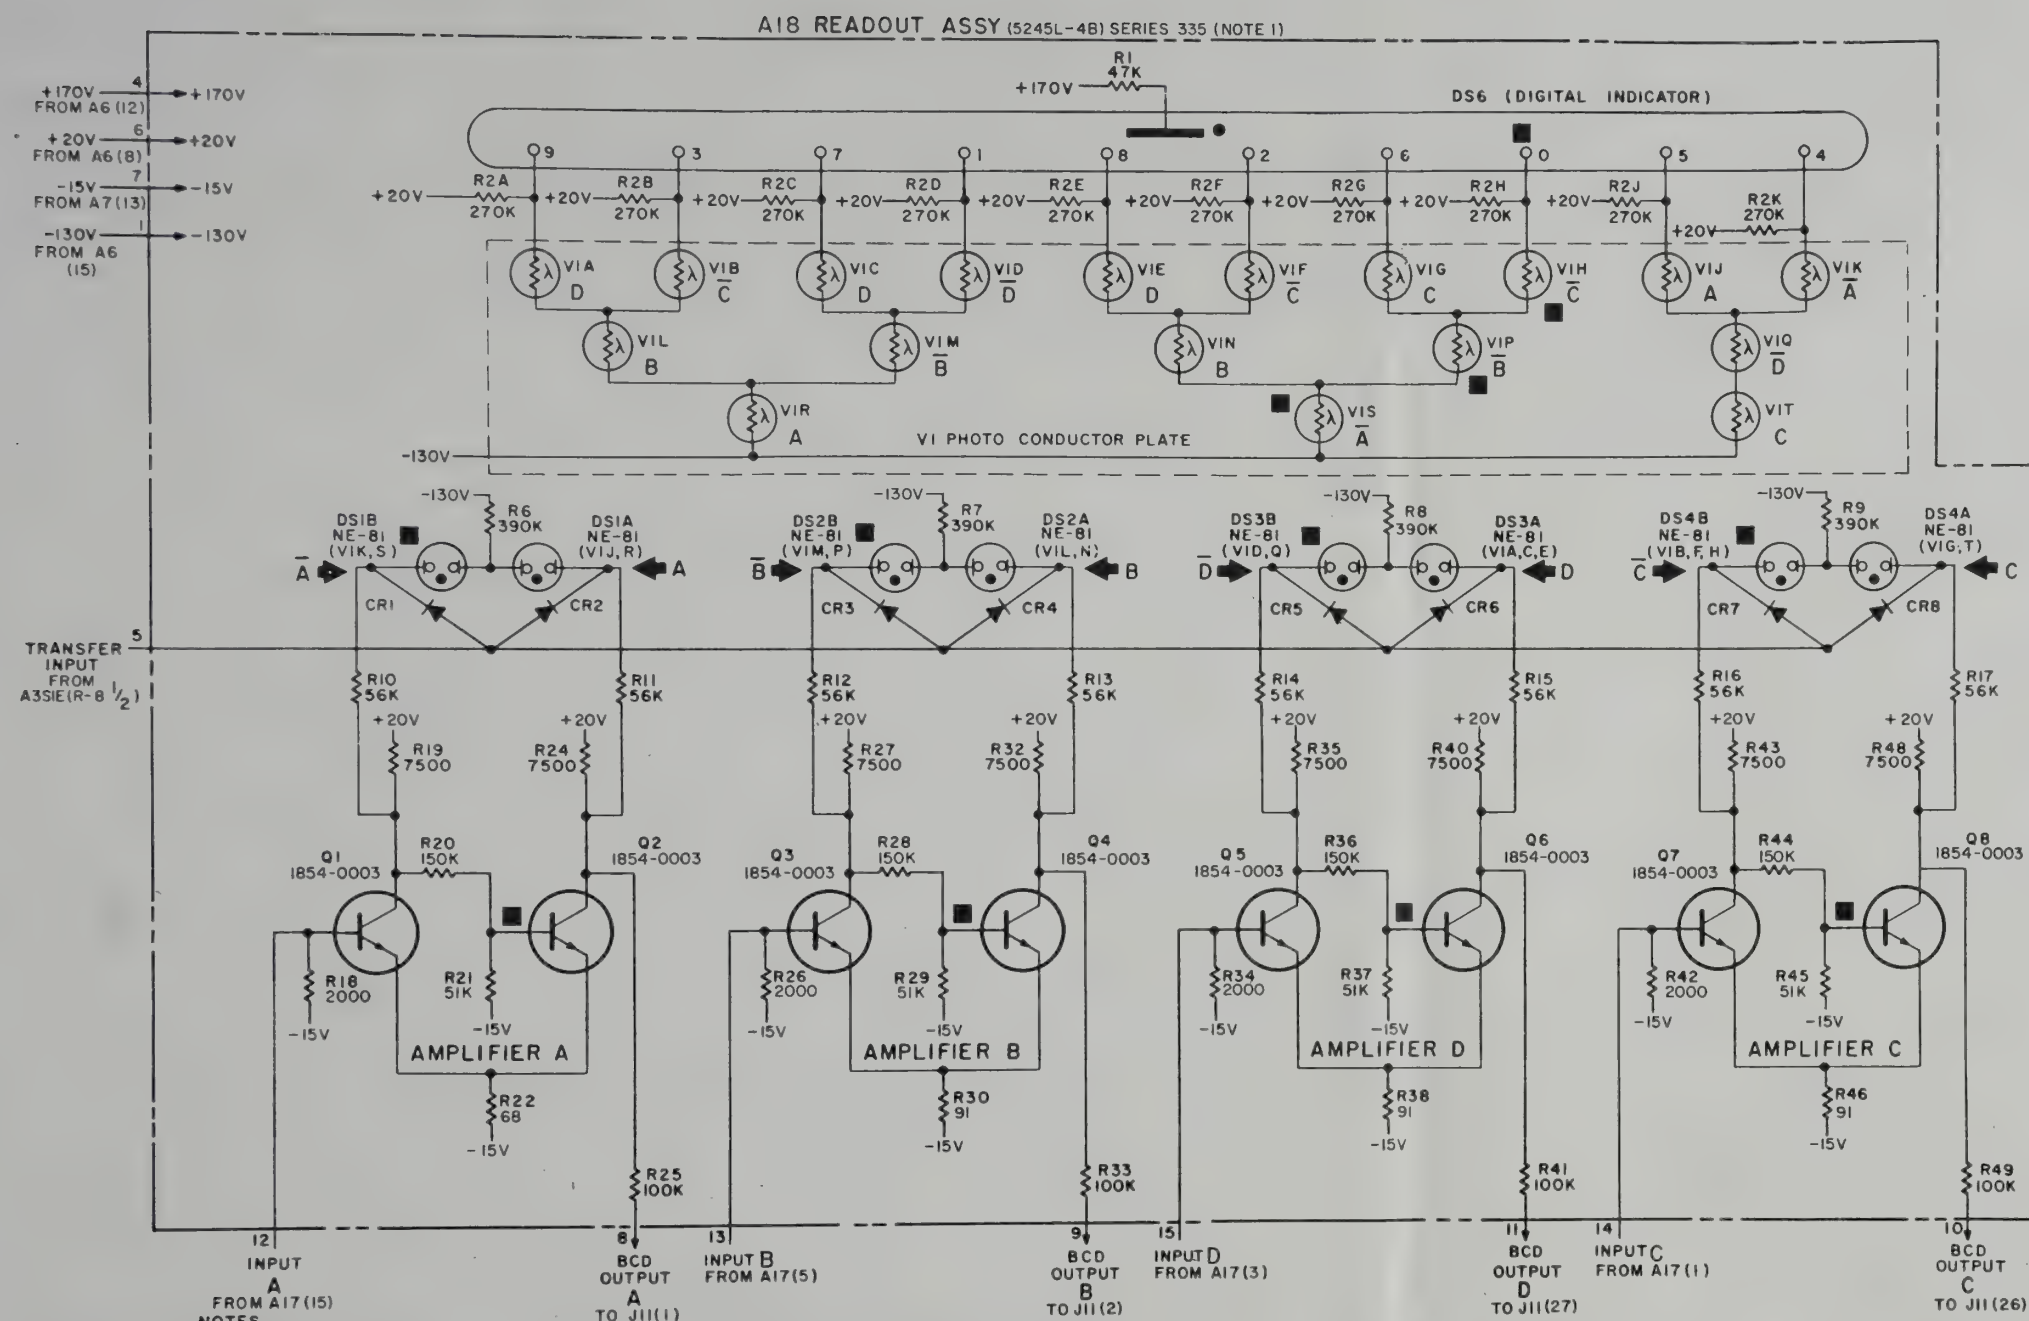 A18 READOUT ASSY (5245L-4B) SERIES 335 (NOTE 1)
4
+170V
+170V
FROM A6(12)
6
+20V
+20V
FROM A6(8)
7
-15V
-15V
FROM A7(13)
1
-130V
-130V
FROM A6
(15)
R1
47K
+170V
DS6 (DIGITAL INDICATOR)
9 3 7 1 8 2 6 0 5 4
+20V R2A 270K
+20V R2B 270K
+20V R2C 270K
+20V R2D 270K
+20V R2E 270K
+20V R2F 270K
+20V R2G 270K
+20V R2H 270K
+20V R2J 270K
+20V R2K 270K
λ V1A D
λ V1B C̅
λ V1C D
λ V1D D̅
λ V1E D
λ V1F C̅
λ V1G C
λ V1H C̅
λ V1J A
λ V1K A̅
λ V1L B
λ V1M B̅
λ V1N B
λ V1P B̅
λ V1Q D̅
λ V1R A
λ V1S A̅
λ V1T C
V1 PHOTO CONDUCTOR PLATE
-130V
DS1B
NE-81
(V1K,S)
-130V
R6
390K
DS1A
NE-81
(V1J,R)
A̅
A
CR1
CR2
DS2B
NE-81
(V1M,P)
-130V
R7
390K
DS2A
NE-81
(V1L,N)
B̅
B
CR3
CR4
DS3B
NE-81
(V1D,Q)
-130V
R8
390K
DS3A
NE-81
(V1A,C,E)
D̅
D
CR5
CR6
DS4B
NE-81
(V1B,F,H)
-130V
R9
390K
DS4A
NE-81
(V1G,T)
C̅
C
CR7
CR8
5
TRANSFER
INPUT
FROM
A3S1E(R-8 1/2)
R10
56K
R11
56K
R12
56K
R13
56K
R14
56K
R15
56K
R16
56K
R17
56K
+20V
R19
7500
+20V
R24
7500
+20V
R27
7500
+20V
R32
7500
+20V
R35
7500
+20V
R40
7500
+20V
R43
7500
+20V
R48
7500
Q1
1854-0003
R20
150K
Q2
1854-0003
Q3
1854-0003
R28
150K
Q4
1854-0003
Q5
1854-0003
R36
150K
Q6
1854-0003
Q7
1854-0003
R44
150K
Q8
1854-0003
R18
2000
-15V
R21
51K
-15V
R26
2000
-15V
R29
51K
-15V
R34
2000
-15V
R37
51K
-15V
R42
2000
-15V
R45
51K
-15V
AMPLIFIER A
AMPLIFIER B
AMPLIFIER D
AMPLIFIER C
R22
68
-15V
R30
91
-15V
R38
91
-15V
R46
91
-15V
R25
100K
R33
100K
R41
100K
R49
100K
12
INPUT
A
FROM A17(15)
8
BCD
OUTPUT
A
TO J11(1)
13
INPUT B
FROM A17(5)
9
BCD
OUTPUT
B
TO J11(2)
15
INPUT D
FROM A17(3)
11
BCD
OUTPUT
D
TO J11(27)
14
INPUT C
FROM A17(1)
10
BCD
OUTPUT
C
TO J11(26)
NOTES